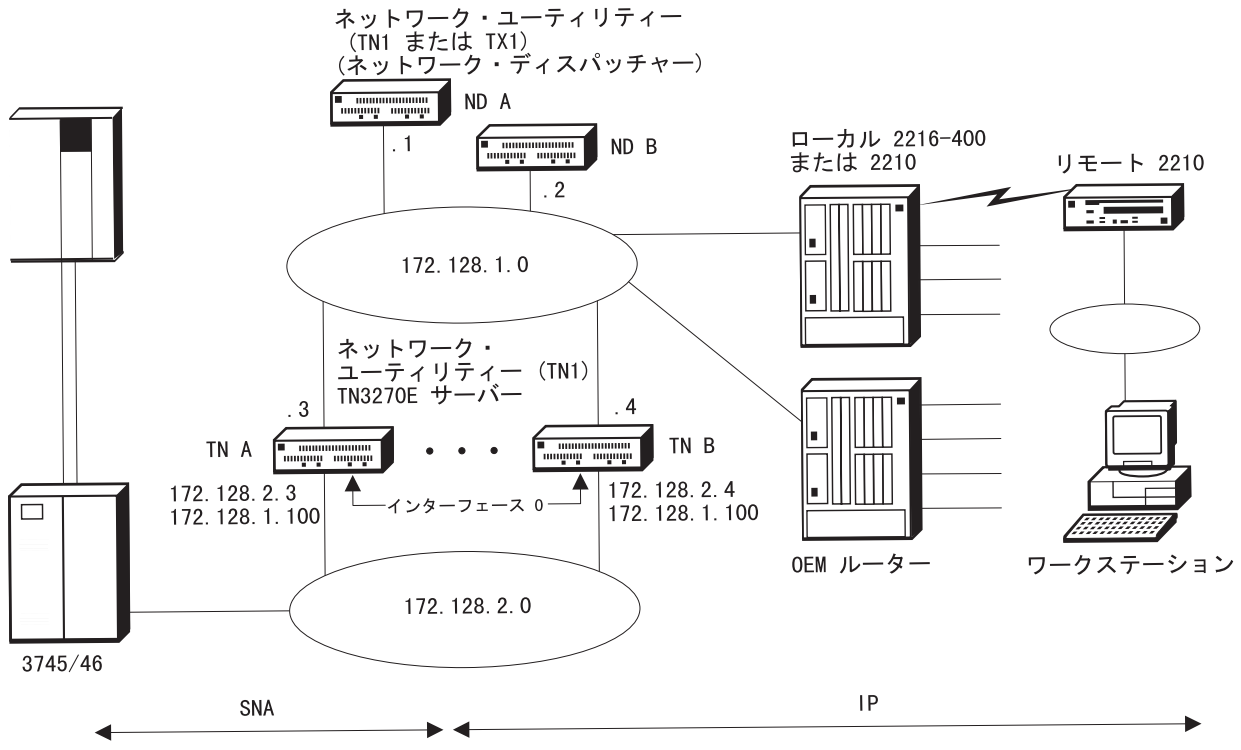 ネットワーク・ユーティリティー
(TN1 または TX1)
(ネットワーク・ディスパッチャー)
ND A
.1
ND B
.2
ローカル 2216-400
または 2210
リモート 2210
172.128.1.0
ネットワーク・
ユーティリティー (TN1)
TN3270E サーバー
.3
.4
TN A
TN B
172.128.2.3
172.128.1.100
インターフェース 0
172.128.2.4
172.128.1.100
OEM ルーター
ワークステーション
172.128.2.0
3745/46
SNA
IP